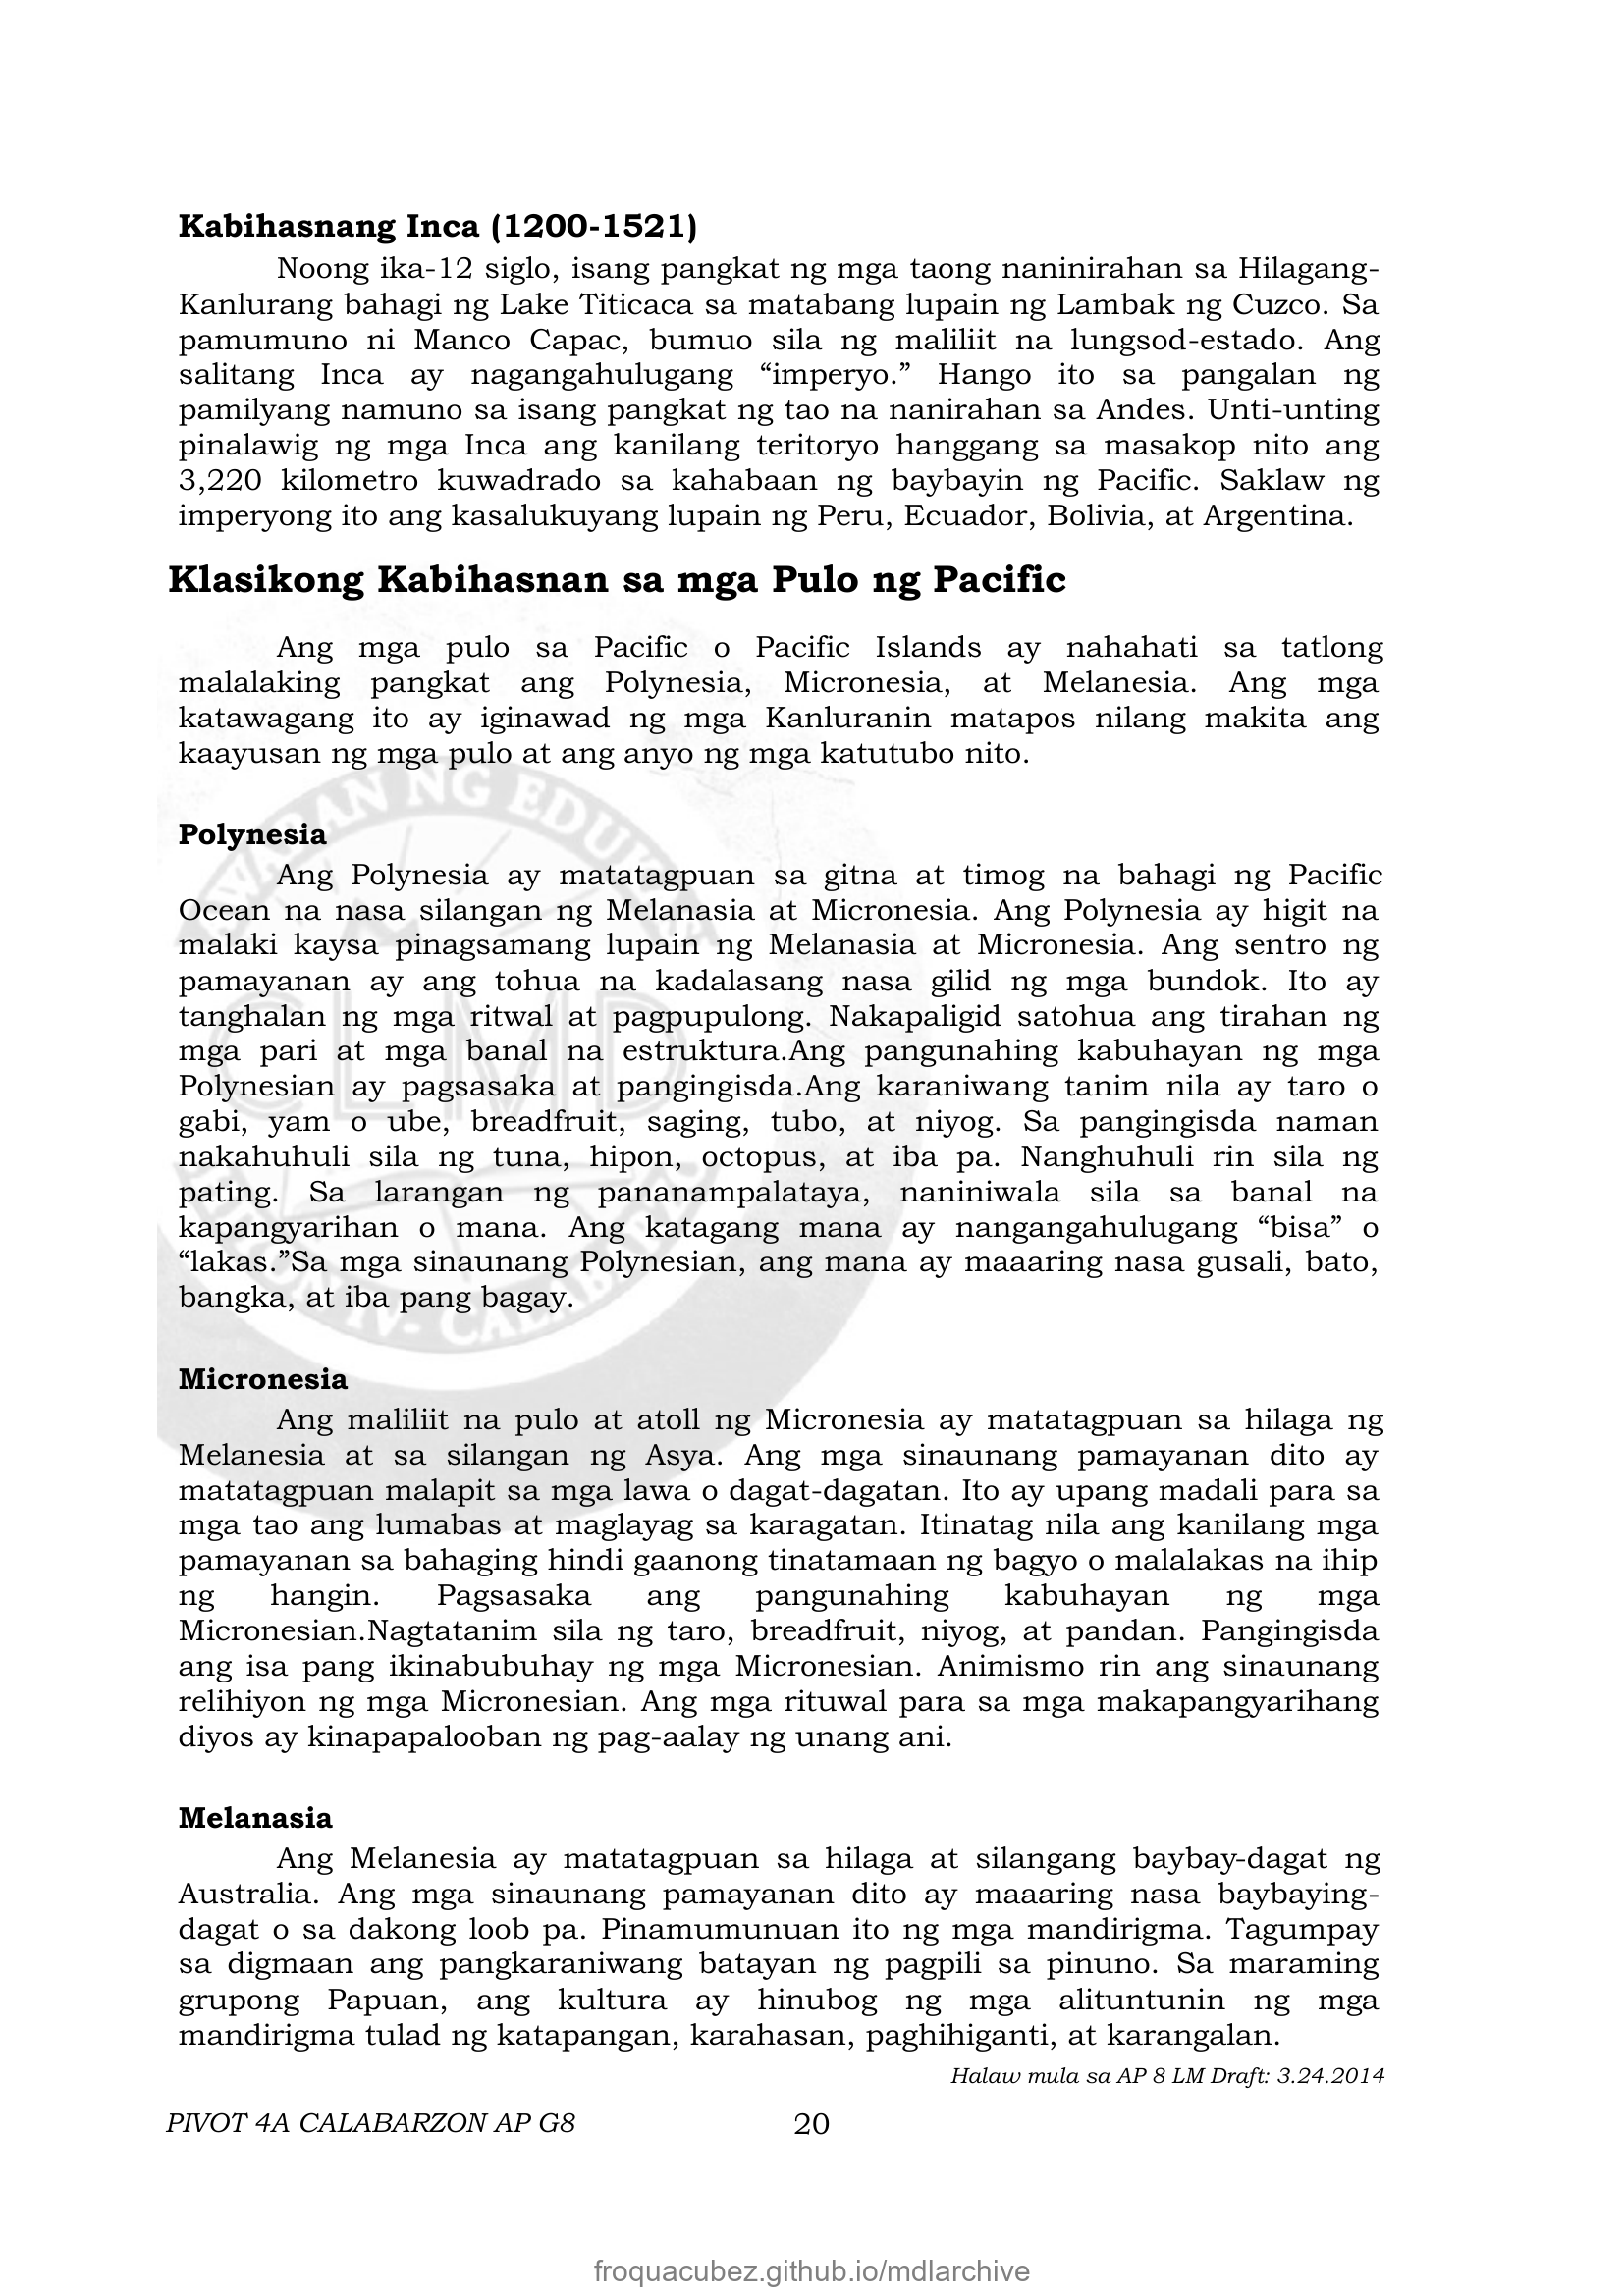 Kabihasnang Inca (1200-1521)
Noong ika-12 siglo, isang pangkat ng mga taong naninirahan sa Hilagang-
Kanlurang bahagi ng Lake Titicaca sa matabang lupain ng Lambak ng Cuzco. Sa
pamumuno ni Manco Capac, bumuo sila ng maliliit na lungsod-estado. Ang
salitang Inca ay nagangahulugang “imperyo.” Hango ito sa pangalan ng
pamilyang namuno sa isang pangkat ng tao na nanirahan sa Andes. Unti-unting
pinalawig ng mga Inca ang kanilang teritoryo hanggang sa masakop nito ang
3,220 kilometro kuwadrado sa kahabaan ng baybayin ng Pacific. Saklaw ng
imperyong ito ang kasalukuyang lupain ng Peru, Ecuador, Bolivia, at Argentina.
Klasikong Kabihasnan sa mga Pulo ng Pacific
Ang mga pulo sa Pacific o Pacific Islands ay nahahati sa tatlong
malalaking pangkat ang Polynesia, Micronesia, at Melanesia. Ang mga
katawagang ito ay iginawad ng mga Kanluranin matapos nilang makita ang
kaayusan ng mga pulo at ang anyo ng mga katutubo nito.
Polynesia
Ang Polynesia ay matatagpuan sa gitna at timog na bahagi ng Pacific
Ocean na nasa silangan ng Melanasia at Micronesia. Ang Polynesia ay higit na
malaki kaysa pinagsamang lupain ng Melanasia at Micronesia. Ang sentro ng
pamayanan ay ang tohua na kadalasang nasa gilid ng mga bundok. Ito ay
tanghalan ng mga ritwal at pagpupulong. Nakapaligid satohua ang tirahan ng
mga pari at mga banal na estruktura.Ang pangunahing kabuhayan ng mga
Polynesian ay pagsasaka at pangingisda.Ang karaniwang tanim nila ay taro o
gabi, yam o ube, breadfruit, saging, tubo, at niyog. Sa pangingisda naman
nakahuhuli sila ng tuna, hipon, octopus, at iba pa. Nanghuhuli rin sila ng
pating. Sa larangan ng pananampalataya, naniniwala sila sa banal na
kapangyarihan o mana. Ang katagang mana ay nangangahulugang “bisa” o
“lakas.”Sa mga sinaunang Polynesian, ang mana ay maaaring nasa gusali, bato,
bangka, at iba pang bagay.
Micronesia
Ang maliliit na pulo at atoll ng Micronesia ay matatagpuan sa hilaga ng
Melanesia at sa silangan ng Asya. Ang mga sinaunang pamayanan dito ay
matatagpuan malapit sa mga lawa o dagat-dagatan. Ito ay upang madali para sa
mga tao ang lumabas at maglayag sa karagatan. Itinatag nila ang kanilang mga
pamayanan sa bahaging hindi gaanong tinatamaan ng bagyo o malalakas na ihip
ng hangin. Pagsasaka ang pangunahing kabuhayan ng mga
Micronesian.Nagtatanim sila ng taro, breadfruit, niyog, at pandan. Pangingisda
ang isa pang ikinabubuhay ng mga Micronesian. Animismo rin ang sinaunang
relihiyon ng mga Micronesian. Ang mga rituwal para sa mga makapangyarihang
diyos ay kinapapalooban ng pag-aalay ng unang ani.
Melanasia
Ang Melanesia ay matatagpuan sa hilaga at silangang baybay-dagat ng
Australia. Ang mga sinaunang pamayanan dito ay maaaring nasa baybaying-
dagat o sa dakong loob pa. Pinamumunuan ito ng mga mandirigma. Tagumpay
sa digmaan ang pangkaraniwang batayan ng pagpili sa pinuno. Sa maraming
grupong Papuan, ang kultura ay hinubog ng mga alituntunin ng mga
mandirigma tulad ng katapangan, karahasan, paghihiganti, at karangalan.
Halaw mula sa AP 8 LM Draft: 3.24.2014
PIVOT 4A CALABARZON AP G8 20
CLMD
froquacubez.github.io/mdlarchive